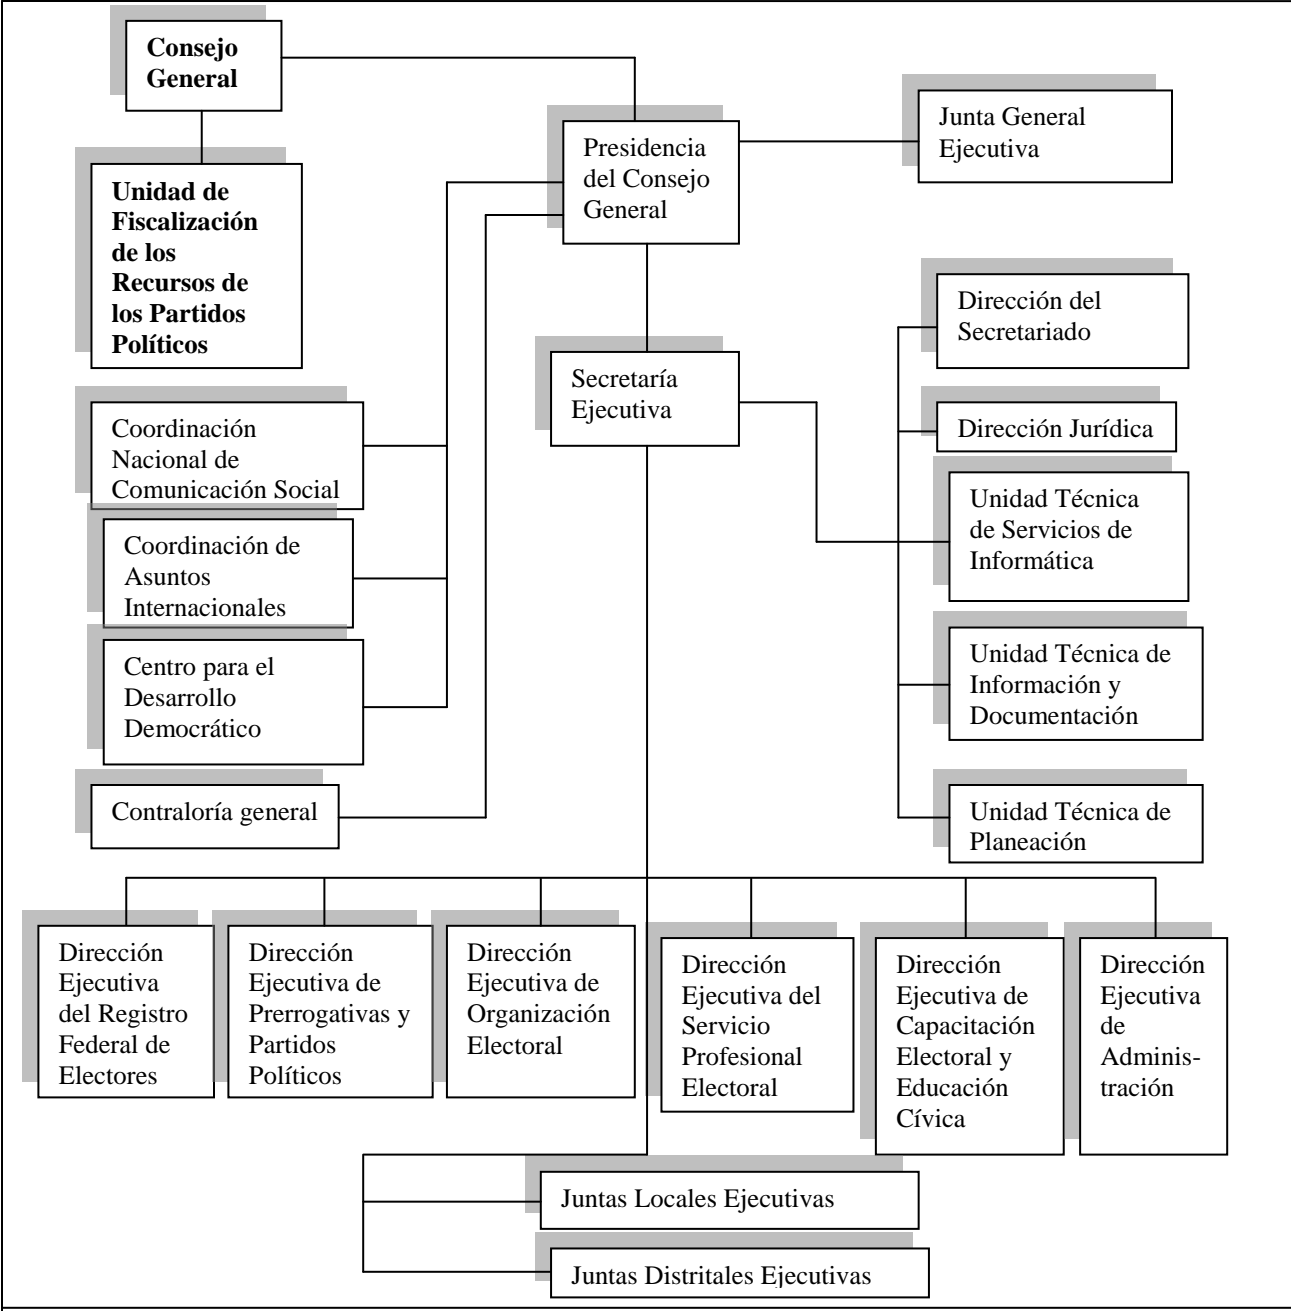 Consejo
General
Presidencia
del Consejo
General
Junta General
Ejecutiva
Unidad de
Fiscalización
de los
Recursos de
los Partidos
Políticos
Dirección del
Secretariado
Secretaría
Ejecutiva
Coordinación
Nacional de
Comunicación Social
Dirección Jurídica
Unidad Técnica
de Servicios de
Informática
Coordinación de
Asuntos
Internacionales
Centro para el
Desarrollo
Democrático
Unidad Técnica de
Información y
Documentación
Contraloría general
Unidad Técnica de
Planeación
Dirección
Ejecutiva
del Registro
Federal de
Electores
Dirección
Ejecutiva de
Prerrogativas y
Partidos
Políticos
Dirección
Ejecutiva de
Organización
Electoral
Dirección
Ejecutiva del
Servicio
Profesional
Electoral
Dirección
Ejecutiva de
Capacitación
Electoral y
Educación
Cívica
Dirección
Ejecutiva
de
Adminis-
tración
Juntas Locales Ejecutivas
Juntas Distritales Ejecutivas